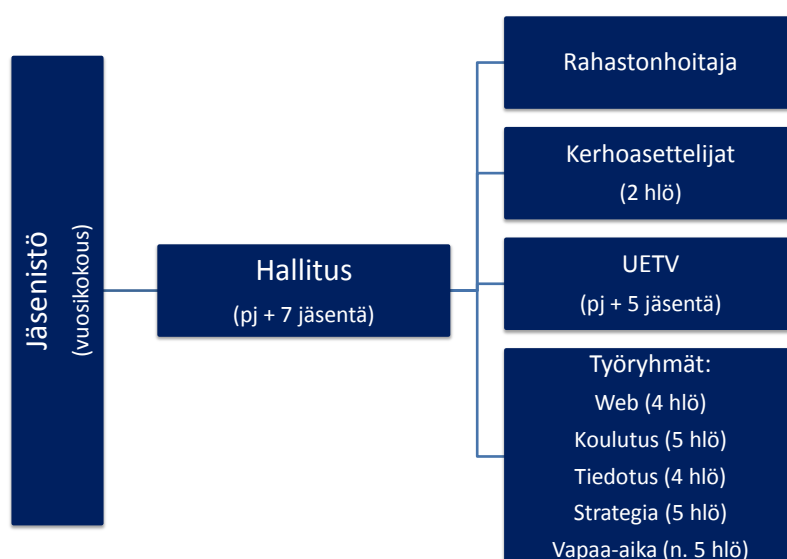 Jäsenistö
(vuosikokous)
Hallitus
(pj + 7 jäsentä)
Rahastonhoitaja
Kerhoasettelijat
(2 hlö)
UETV
(pj + 5 jäsentä)
Työryhmät:
Web (4 hlö)
Koulutus (5 hlö)
Tiedotus (4 hlö)
Strategia (5 hlö)
Vapaa-aika (n. 5 hlö)